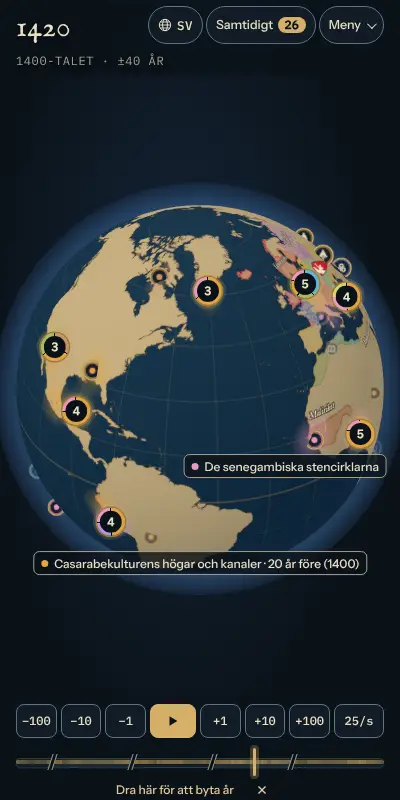 1420
SV
Samtidigt 26
Meny
1400-TALET · ±40 ÅR
3
5
4
3
4
Malriket
5
De senegambiska stencirklarna
4
Casarabekulturens högar och kanaler · 20 år före (1400)
−100
−10
−1
+1
+10
+100
25/s
Dra här för att byta år